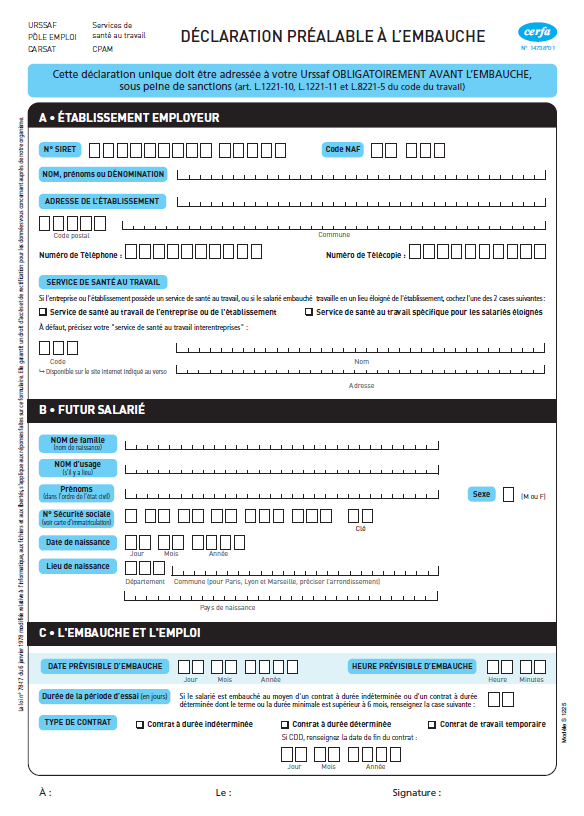 URSSAF
PÔLE EMPLOI
CARSAT
Services de
santé au travail
CPAM
DÉCLARATION PRÉALABLE À L'EMBAUCHE
cerfa
N° 14738*01
Cette déclaration unique doit être adressée à votre Urssaf OBLIGATOIREMENT AVANT L'EMBAUCHE,
sous peine de sanctions (art. L.1221-10, L.1221-11 et L.8221-5 du code du travail)
A • ÉTABLISSEMENT EMPLOYEUR
N° SIRET
Code NAF
NOM, prénoms ou DÉNOMINATION
ADRESSE DE L'ÉTABLISSEMENT
Code postal
Commune
Numéro de Téléphone :
Numéro de Télécopie :
SERVICE DE SANTÉ AU TRAVAIL
Si l'entreprise ou l'établissement possède un service de santé au travail, ou si le salarié embauché travaille en un lieu éloigné de l'établissement, cochez l'une des 2 cases suivantes :
Service de santé au travail de l'entreprise ou de l'établissement
Service de santé au travail spécifique pour les salariés éloignés
À défaut, précisez votre "service de santé au travail interentreprises" :
Code
Nom
Disponible sur le site Internet indiqué au verso
Adresse
B • FUTUR SALARIÉ
NOM de famille
(nom de naissance)
NOM d'usage
(s'il y a lieu)
Prénoms
(dans l'ordre de l'état civil)
Sexe
(M ou F)
N° Sécurité sociale
(voir carte d'immatriculation)
Clé
Date de naissance
Jour
Mois
Année
Lieu de naissance
Département
Commune (pour Paris, Lyon et Marseille, préciser l'arrondissement)
Pays de naissance
C • L'EMBAUCHE ET L'EMPLOI
DATE PRÉVISIBLE D'EMBAUCHE
Jour
Mois
Année
HEURE PRÉVISIBLE D'EMBAUCHE
Heure
Minutes
Durée de la période d'essai (en jours)
Si le salarié est embauché au moyen d'un contrat à durée indéterminée ou d'un contrat à durée
déterminée dont le terme ou la durée minimale est supérieur à 6 mois, renseignez la case suivante :
TYPE DE CONTRAT
Contrat à durée indéterminée
Contrat à durée déterminée
Contrat de travail temporaire
Si CDD, renseignez la date de fin du contrat :
Jour
Mois
Année
À :
Le :
Signature :
La loi n° 78-17 du 6 janvier 1978 modifiée relative à l'informatique, aux fichiers et aux libertés, s'applique aux réponses faites sur ce formulaire. Elle garantit un droit d'accès et de rectification pour les données vous concernant auprès de notre organisme.
Modèle S 1225